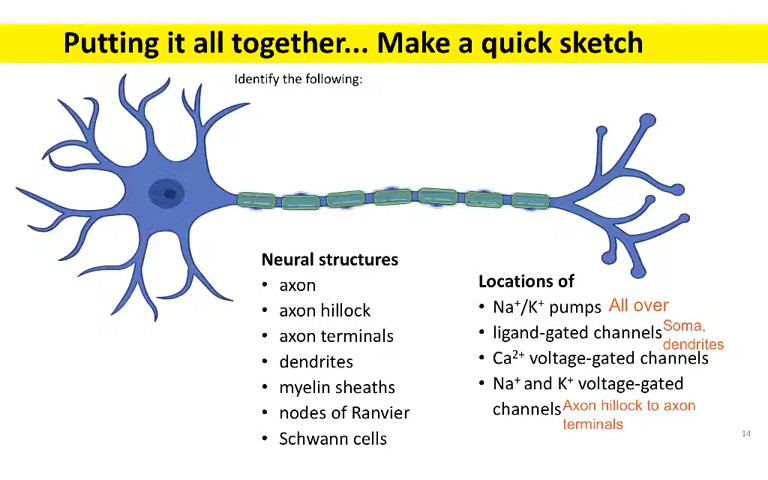 Putting it all together... Make a quick sketch
Identify the following:
Neural structures
• axon
• axon hillock
• axon terminals
• dendrites
• myelin sheaths
• nodes of Ranvier
• Schwann cells
Locations of
• Na⁺/K⁺ pumps All over
• ligand-gated channels Soma,
dendrites
• Ca²⁺ voltage-gated channels
• Na⁺ and K⁺ voltage-gated
channels Axon hillock to axon
terminals
14